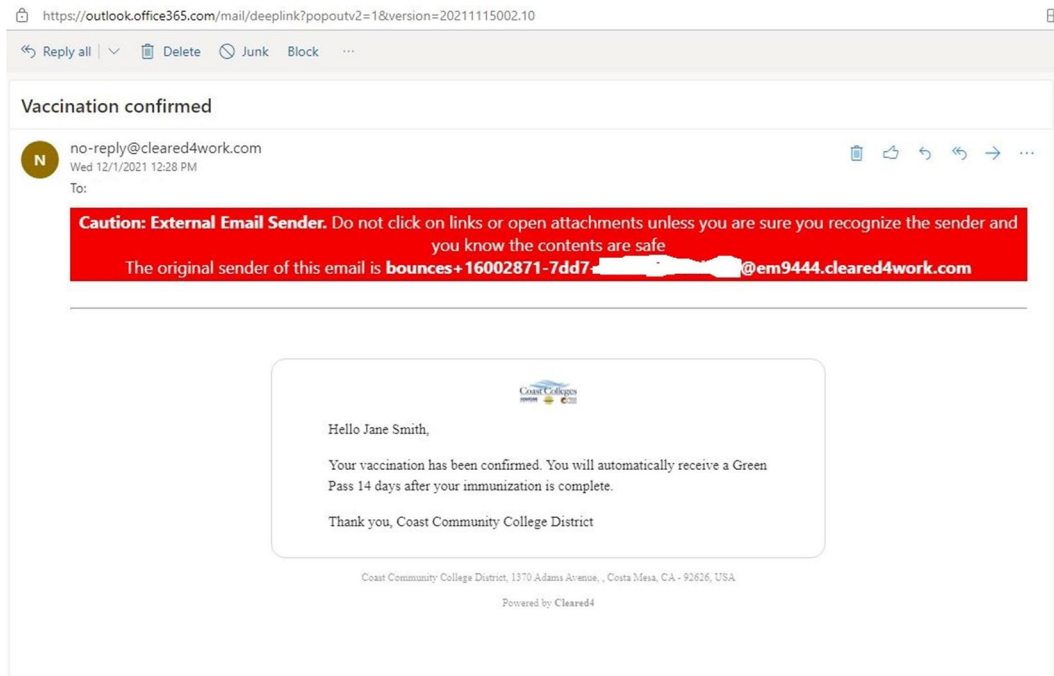 https://outlook.office365.com/mail/deeplink?popoutv2=1&version=20211115002.10
Reply all Delete Junk Block ...
Vaccination confirmed
N
no-reply@cleared4work.com
Wed 12/1/2021 12:28 PM
To:
Caution: External Email Sender. Do not click on links or open attachments unless you are sure you recognize the sender and
you know the contents are safe
The original sender of this email is bounces+16002871-7dd7- @em9444.cleared4work.com
Coast Colleges
Hello Jane Smith,
Your vaccination has been confirmed. You will automatically receive a Green
Pass 14 days after your immunization is complete.
Thank you, Coast Community College District
Coast Community College District, 1370 Adams Avenue, , Costa Mesa, CA - 92626, USA
Powered by Cleared4